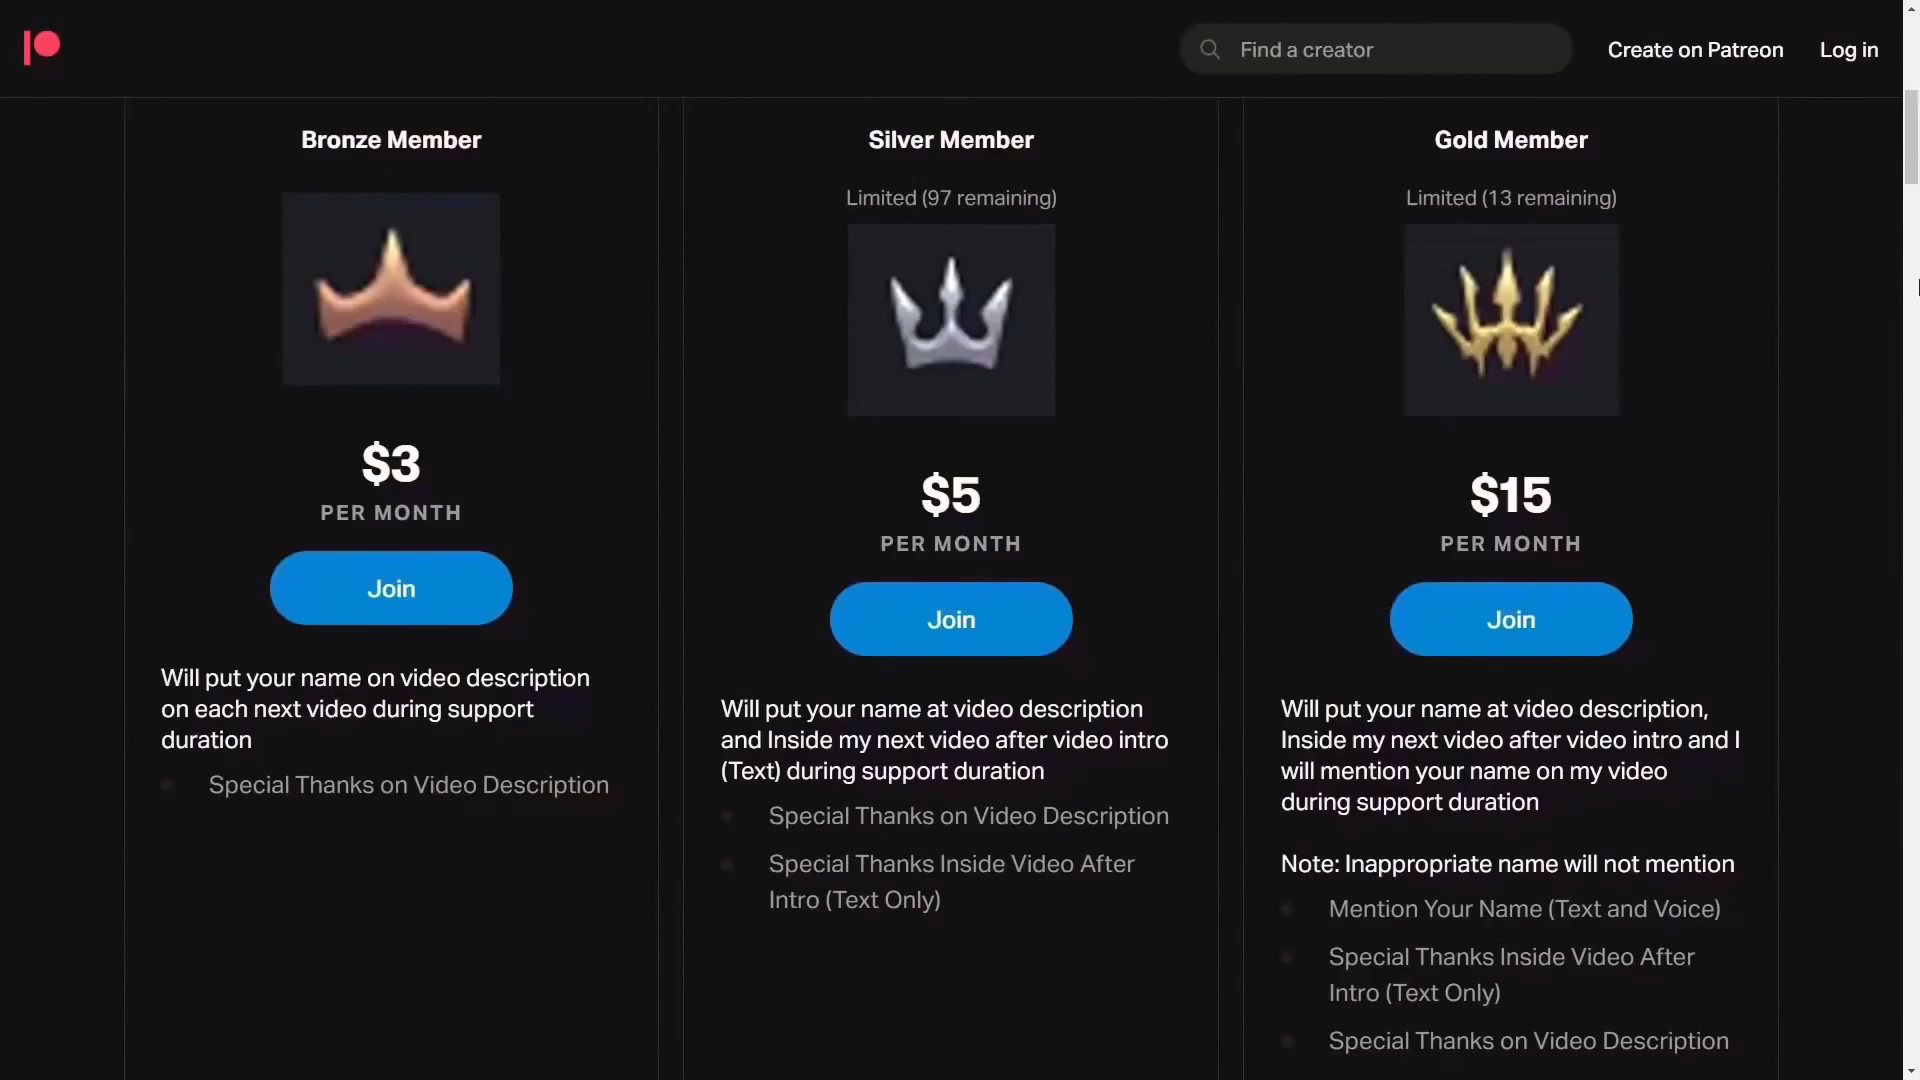 Find a creator
Create on Patreon
Log in
Bronze Member
$3
PER MONTH
Join
Will put your name on video description
on each next video during support
duration
Special Thanks on Video Description
Silver Member
Limited (97 remaining)
$5
PER MONTH
Join
Will put your name at video description
and Inside my next video after video intro
(Text) during support duration
Special Thanks on Video Description
Special Thanks Inside Video After
Intro (Text Only)
Gold Member
Limited (13 remaining)
$15
PER MONTH
Join
Will put your name at video description,
Inside my next video after video intro and I
will mention your name on my video
during support duration
Note: Inappropriate name will not mention
Mention Your Name (Text and Voice)
Special Thanks Inside Video After
Intro (Text Only)
Special Thanks on Video Description